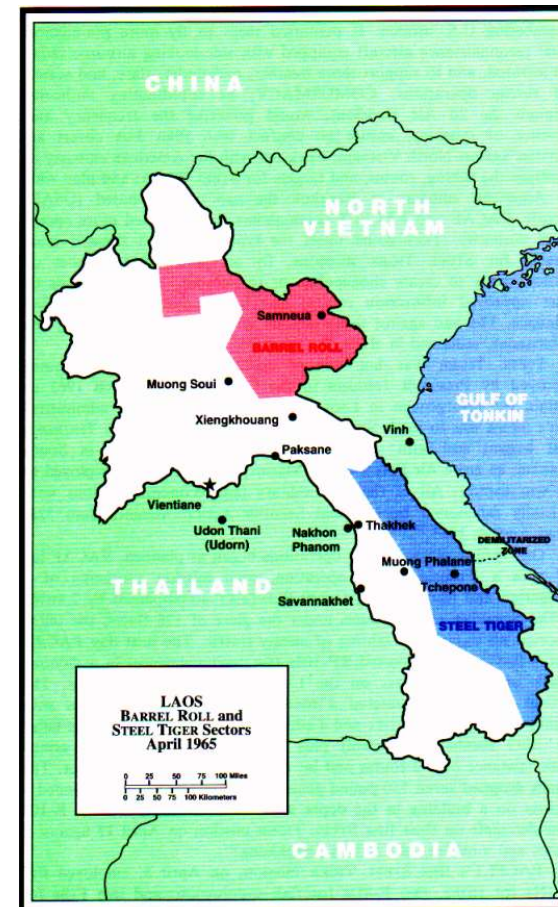 CHINA
NORTH
VIETNAM
Samneua
BARREL ROLL
Muong Soui
GULF OF
TONKIN
Xiengkhouang
Vinh
Paksane
Vientiane
Udon Thani
(Udorn)
Nakhon
Phanom
Thakhek
DEMILITARIZED
ZONE
Muong Phalane
Tchepone
THAILAND
Savannakhet
STEEL TIGER
LAOS
BARREL ROLL and
STEEL TIGER Sectors
April 1965
0 25 50 75 100 Miles
0 25 50 75 100 Kilometers
CAMBODIA